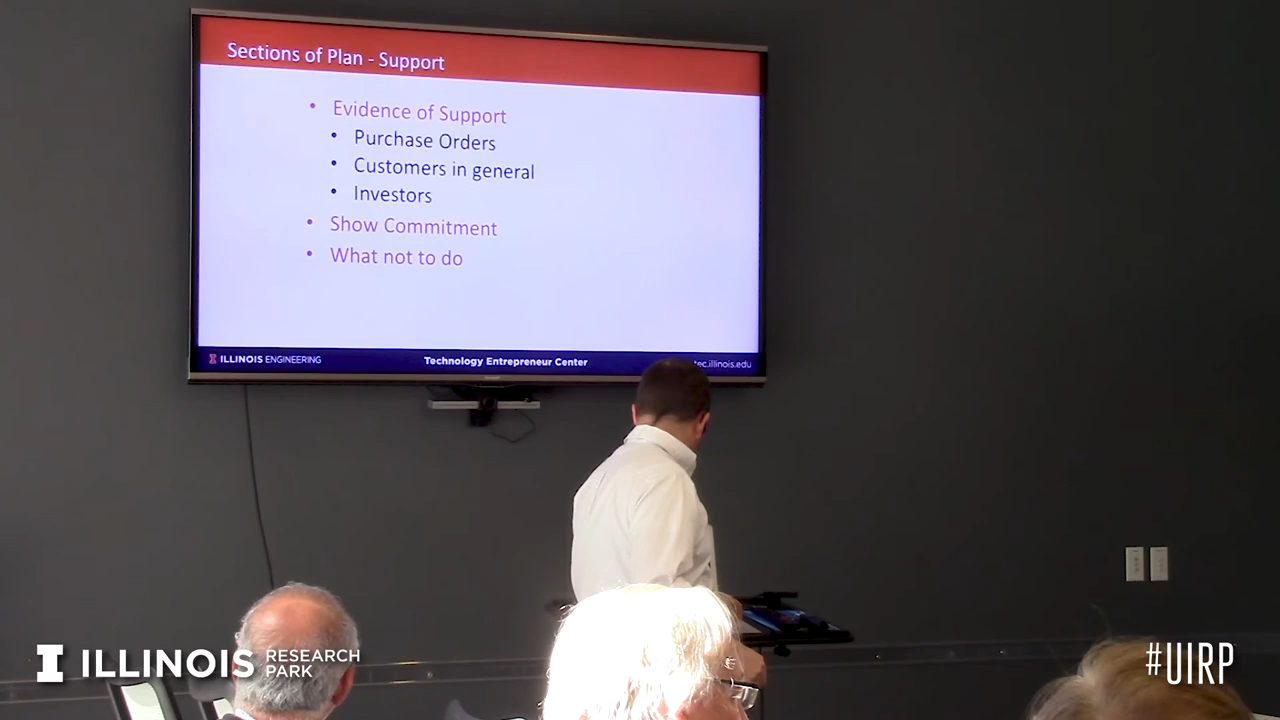 Sections of Plan - Support
• Evidence of Support
• Purchase Orders
• Customers in general
• Investors
• Show Commitment
• What not to do
I ILLINOIS ENGINEERING
Technology Entrepreneur Center
tec.illinois.edu
I ILLINOIS RESEARCH PARK
#UIRP